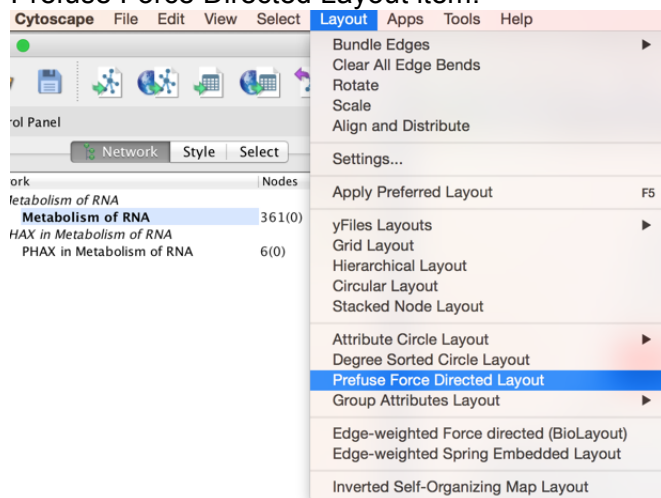 Prefuse Force Directed Layout item.
Cytoscape File Edit View Select Layout Apps Tools Help
Bundle Edges
Clear All Edge Bends
Rotate
Scale
Align and Distribute
Settings...
Apply Preferred Layout F5
yFiles Layouts
Grid Layout
Hierarchical Layout
Circular Layout
Stacked Node Layout
Attribute Circle Layout
Degree Sorted Circle Layout
Prefuse Force Directed Layout
Group Attributes Layout
Edge-weighted Force directed (BioLayout)
Edge-weighted Spring Embedded Layout
Inverted Self-Organizing Map Layout
rol Panel
Network Style Select
ork Nodes
etabolism of RNA
Metabolism of RNA 361(0)
HAX in Metabolism of RNA
PHAX in Metabolism of RNA 6(0)